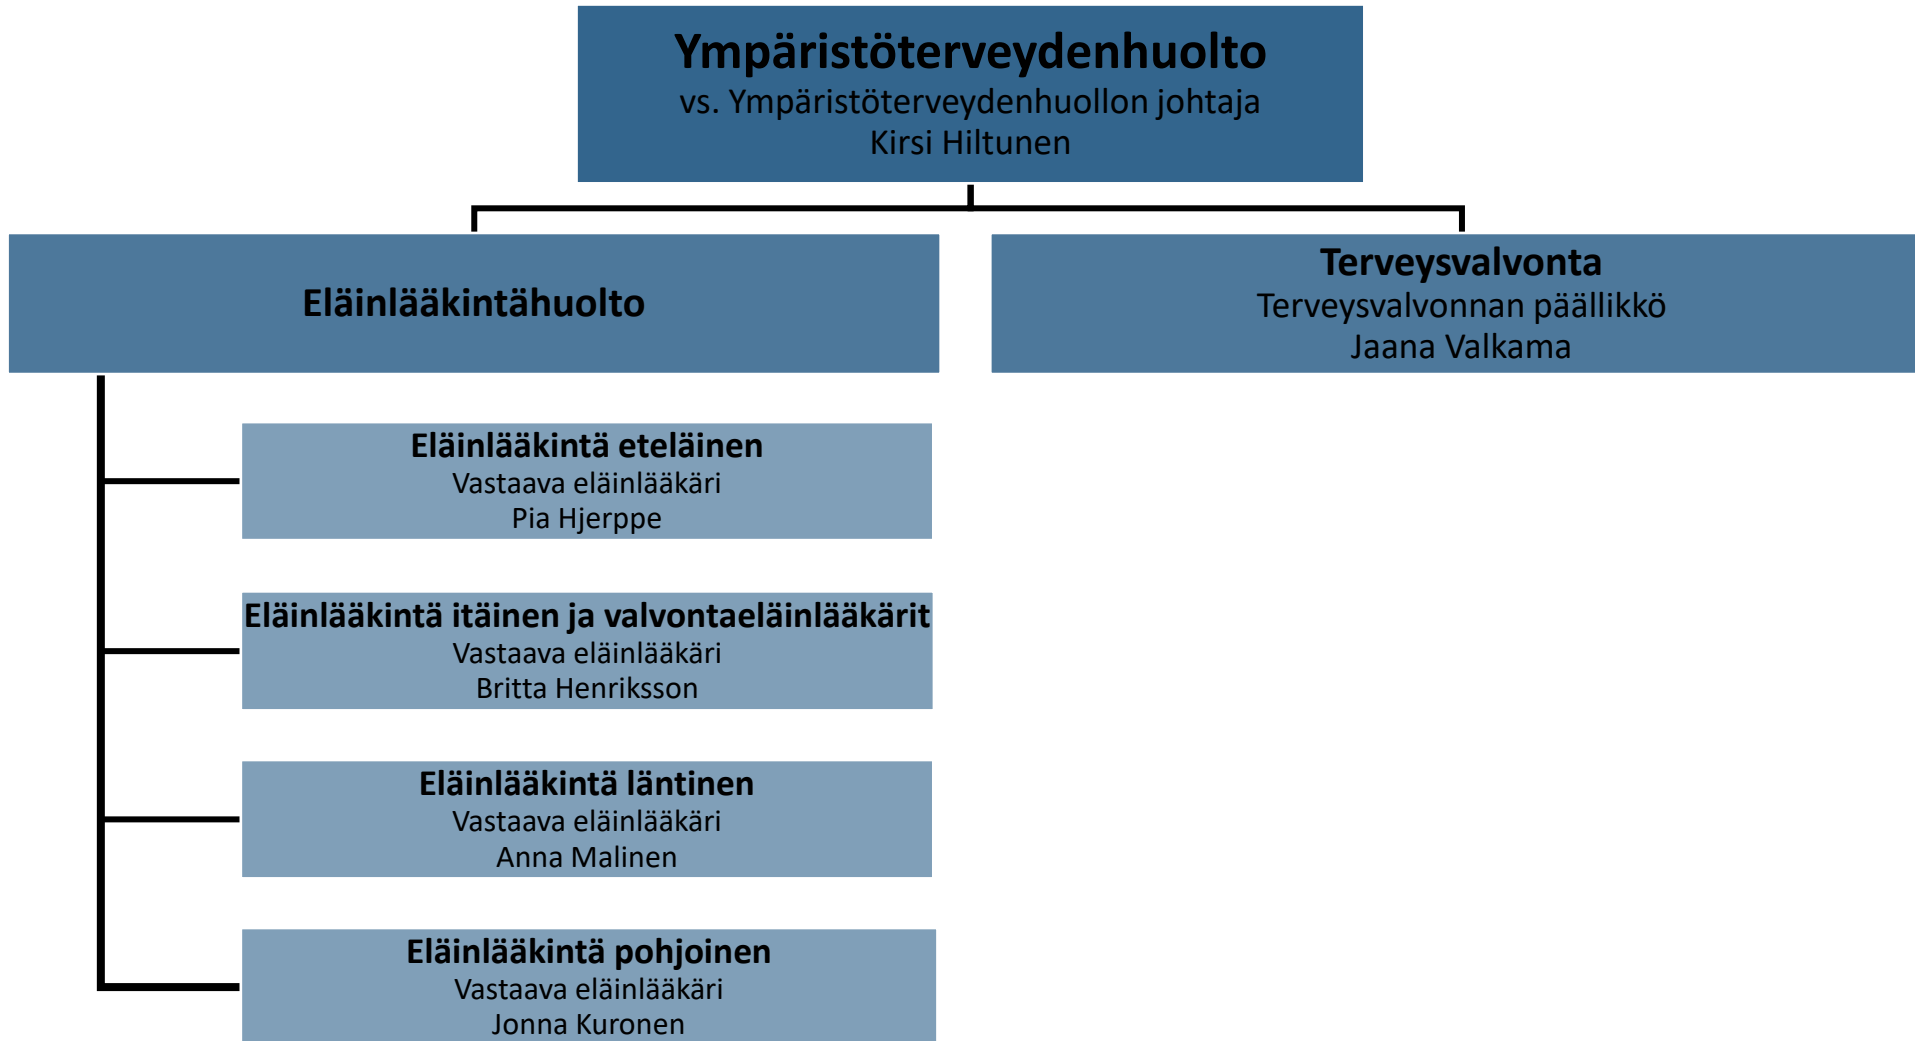 Ympäristöterveydenhuolto
vs. Ympäristöterveydenhuollon johtaja
Kirsi Hiltunen
Eläinlääkintähuolto
Terveysvalvonta
Terveysvalvonnan päällikkö
Jaana Valkama
Eläinlääkintä eteläinen
Vastaava eläinlääkäri
Pia Hjerppe
Eläinlääkintä itäinen ja valvontaeläinlääkärit
Vastaava eläinlääkäri
Britta Henriksson
Eläinlääkintä läntinen
Vastaava eläinlääkäri
Anna Malinen
Eläinlääkintä pohjoinen
Vastaava eläinlääkäri
Jonna Kuronen